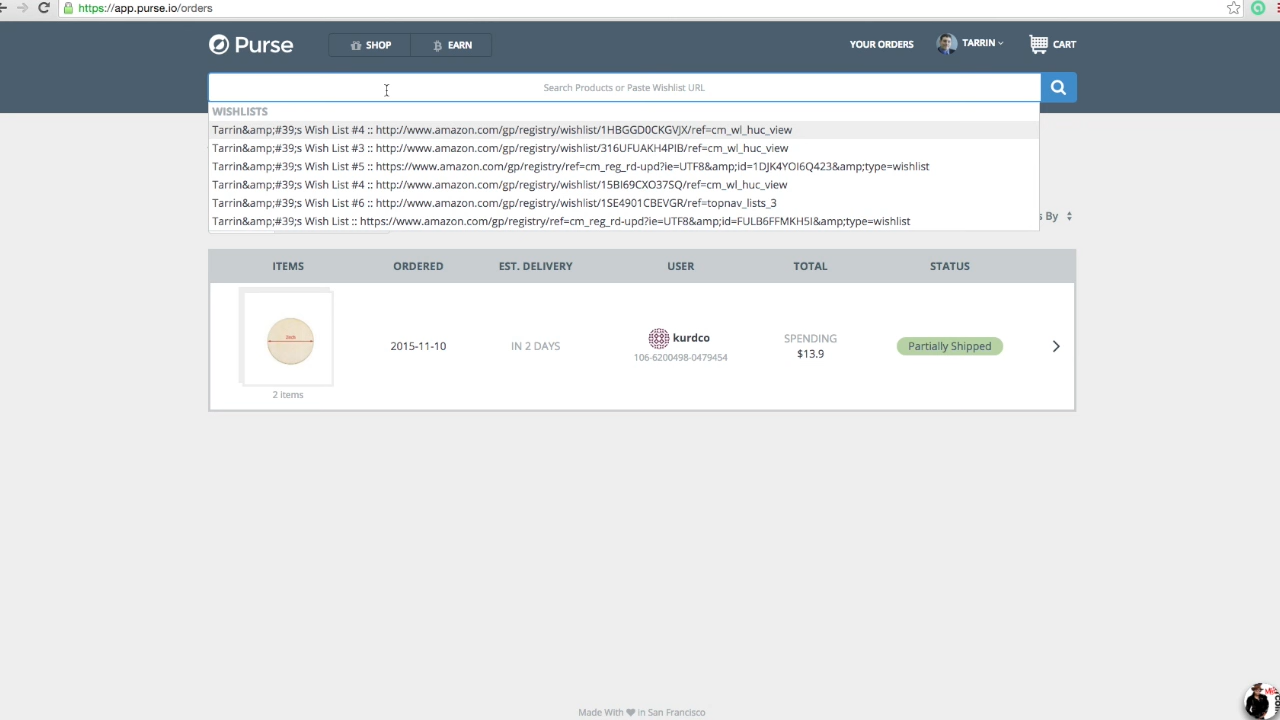 https://app.purse.io/orders
Purse
SHOP
EARN
YOUR ORDERS
TARRIN
CART
Search Products or Paste Wishlist URL
WISHLISTS
Tarrin&amp;#39;s Wish List #4 :: http://www.amazon.com/gp/registry/wishlist/1HBGGD0CKGVJX/ref=cm_wl_huc_view
Tarrin&amp;#39;s Wish List #3 :: http://www.amazon.com/gp/registry/wishlist/316UFUAKH4PIB/ref=cm_wl_huc_view
Tarrin&amp;#39;s Wish List #5 :: https://www.amazon.com/gp/registry/ref=cm_reg_rd-upd?ie=UTF8&amp;id=1DJK4YOI6Q423&amp;type=wishlist
Tarrin&amp;#39;s Wish List #4 :: http://www.amazon.com/gp/registry/wishlist/15BI69CXO37SQ/ref=cm_wl_huc_view
Tarrin&amp;#39;s Wish List #6 :: http://www.amazon.com/gp/registry/wishlist/1SE4901CBEVGR/ref=topnav_lists_3
Tarrin&amp;#39;s Wish List :: https://www.amazon.com/gp/registry/ref=cm_reg_rd-upd?ie=UTF8&amp;id=FULB6FFMKH5I&amp;type=wishlist
s By
ITEMS ORDERED EST. DELIVERY USER TOTAL STATUS
2 items
2015-11-10
IN 2 DAYS
kurdco
106-6200498-0479454
SPENDING
$13.9
Partially Shipped
Made With in San Francisco